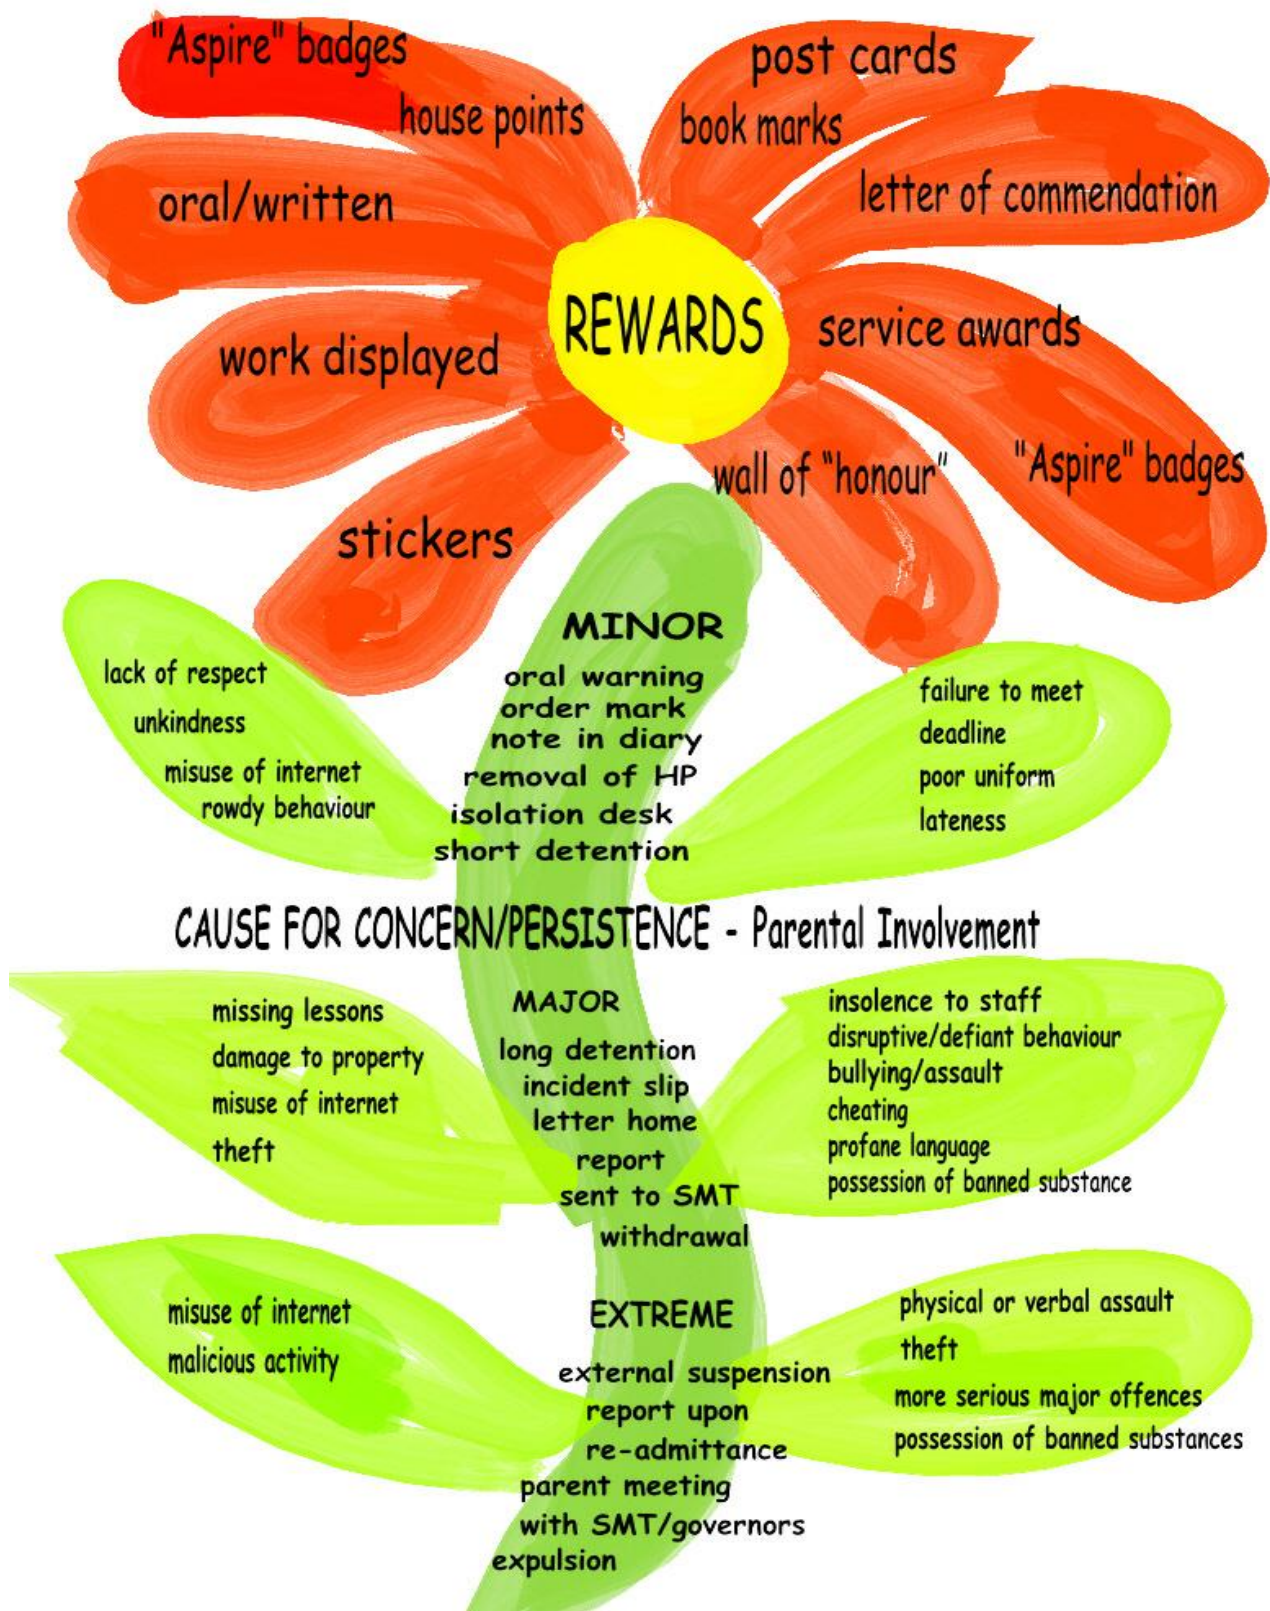 "Aspire" badges
house points
post cards
book marks
oral/written
letter of commendation
REWARDS
service awards
work displayed
"Aspire" badges
wall of “honour”
stickers
MINOR
oral warning
order mark
note in diary
removal of HP
isolation desk
short detention
lack of respect
unkindness
misuse of internet
rowdy behaviour
failure to meet
deadline
poor uniform
lateness
CAUSE FOR CONCERN/PERSISTENCE - Parental Involvement
missing lessons
damage to property
misuse of internet
theft
MAJOR
long detention
incident slip
letter home
report
sent to SMT
withdrawal
insolence to staff
disruptive/defiant behaviour
bullying/assault
cheating
profane language
possession of banned substance
misuse of internet
malicious activity
EXTREME
external suspension
report upon
re-admittance
parent meeting
with SMT/governors
expulsion
physical or verbal assault
theft
more serious major offences
possession of banned substances